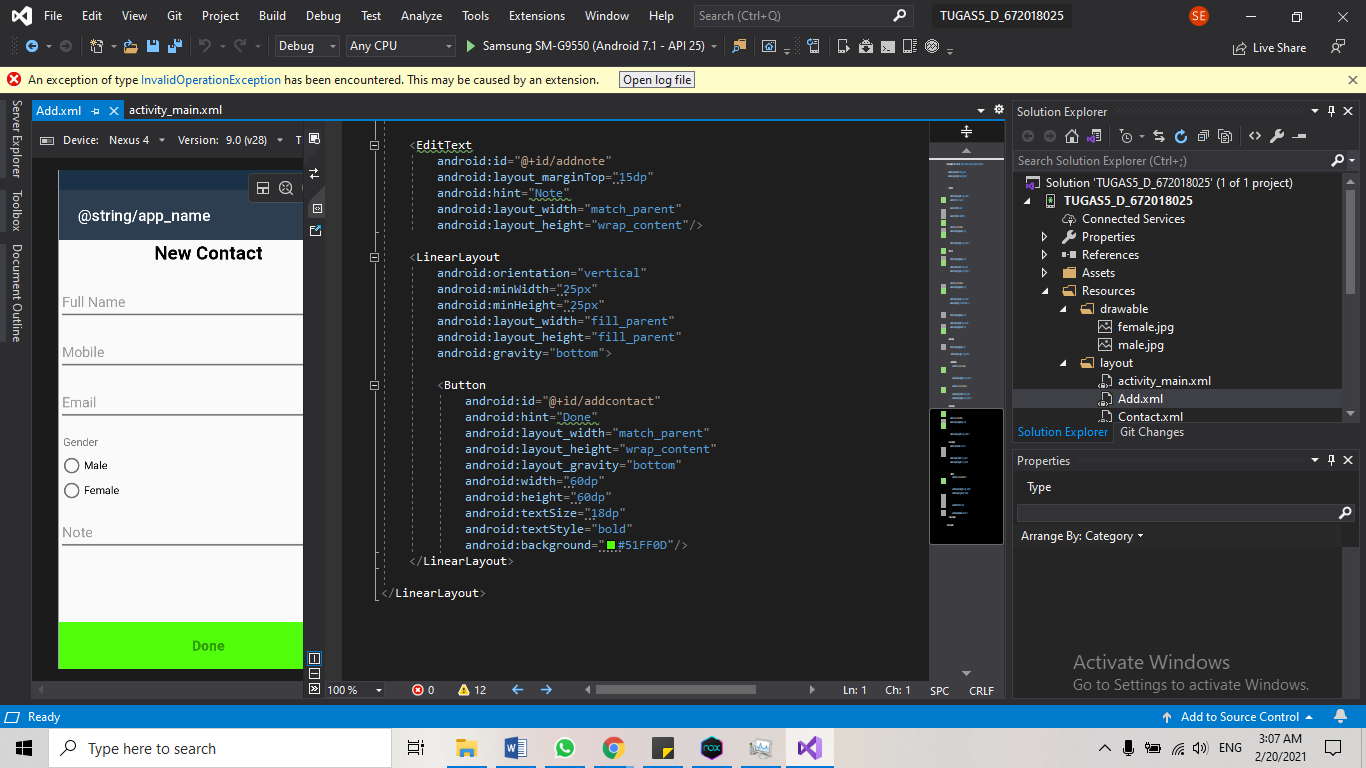 File Edit View Git Project Build Debug Test Analyze Tools Extensions Window Help Search (Ctrl+Q) TUGAS5_D_672018025 SE
Debug Any CPU Samsung SM-G9550 (Android 7.1 - API 25) Live Share
An exception of type InvalidOperationException has been encountered. This may be caused by an extension. Open log file
Server Explorer
Toolbox
Document Outline
Add.xml activity_main.xml
Device: Nexus 4 Version: 9.0 (v28) T
@string/app_name
New Contact
Full Name
Mobile
Email
Gender
Male
Female
Note
Done
<EditText
android:id="@+id/addnote"
android:layout_marginTop="15dp"
android:hint="Note"
android:layout_width="match_parent"
android:layout_height="wrap_content"/>
<LinearLayout
android:orientation="vertical"
android:minWidth="25px"
android:minHeight="25px"
android:layout_width="fill_parent"
android:layout_height="fill_parent"
android:gravity="bottom">
<Button
android:id="@+id/addcontact"
android:hint="Done"
android:layout_width="match_parent"
android:layout_height="wrap_content"
android:layout_gravity="bottom"
android:width="60dp"
android:height="60dp"
android:textSize="18dp"
android:textStyle="bold"
android:background="#51FF0D"/>
</LinearLayout>
</LinearLayout>
100 % 0 12 Ln: 1 Ch: 1 SPC CRLF
Solution Explorer
Search Solution Explorer (Ctrl+;)
Solution 'TUGAS5_D_672018025' (1 of 1 project)
TUGAS5_D_672018025
Connected Services
Properties
References
Assets
Resources
drawable
female.jpg
male.jpg
layout
activity_main.xml
Add.xml
Contact.xml
Solution Explorer Git Changes
Properties
Type
Arrange By: Category
Activate Windows
Go to Settings to activate Windows.
Ready Add to Source Control
Type here to search
nox
ENG
3:07 AM
2/20/2021